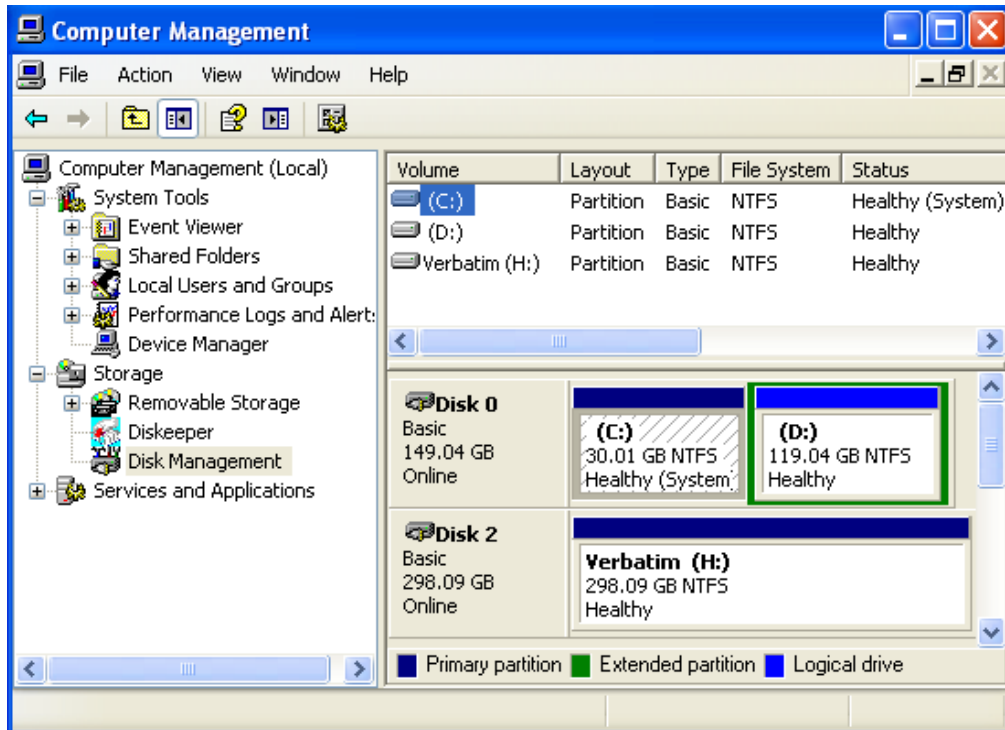 Computer Management
File Action View Window Help
Computer Management (Local)
System Tools
Event Viewer
Shared Folders
Local Users and Groups
Performance Logs and Alert
Device Manager
Storage
Removable Storage
Diskeeper
Disk Management
Services and Applications
Volume Layout Type File System Status
(C:) Partition Basic NTFS Healthy (System)
(D:) Partition Basic NTFS Healthy
Verbatim (H:) Partition Basic NTFS Healthy
Disk 0
Basic
149.04 GB
Online
(C:)
30.01 GB NTFS
Healthy (System
(D:)
119.04 GB NTFS
Healthy
Disk 2
Basic
298.09 GB
Online
Verbatim (H:)
298.09 GB NTFS
Healthy
Primary partition Extended partition Logical drive